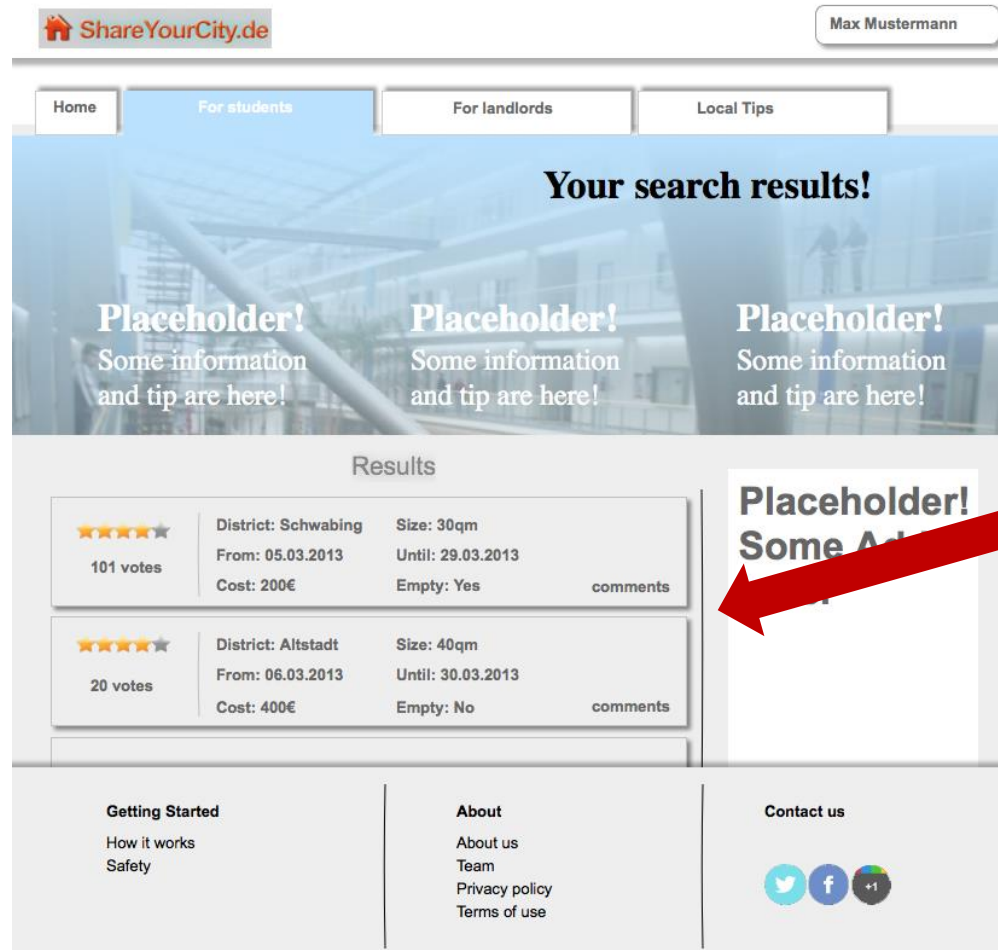 ShareYourCity.de
Max Mustermann
Home
For students
For landlords
Local Tips
Your search results!
Placeholder!
Some information
and tip are here!
Placeholder!
Some information
and tip are here!
Placeholder!
Some information
and tip are here!
Results
101 votes
District: Schwabing
Size: 30qm
From: 05.03.2013
Until: 29.03.2013
Cost: 200€
Empty: Yes
comments
20 votes
District: Altstadt
Size: 40qm
From: 06.03.2013
Until: 30.03.2013
Cost: 400€
Empty: No
comments
Placeholder!
Some
Getting Started
How it works
Safety
About
About us
Team
Privacy policy
Terms of use
Contact us
+1